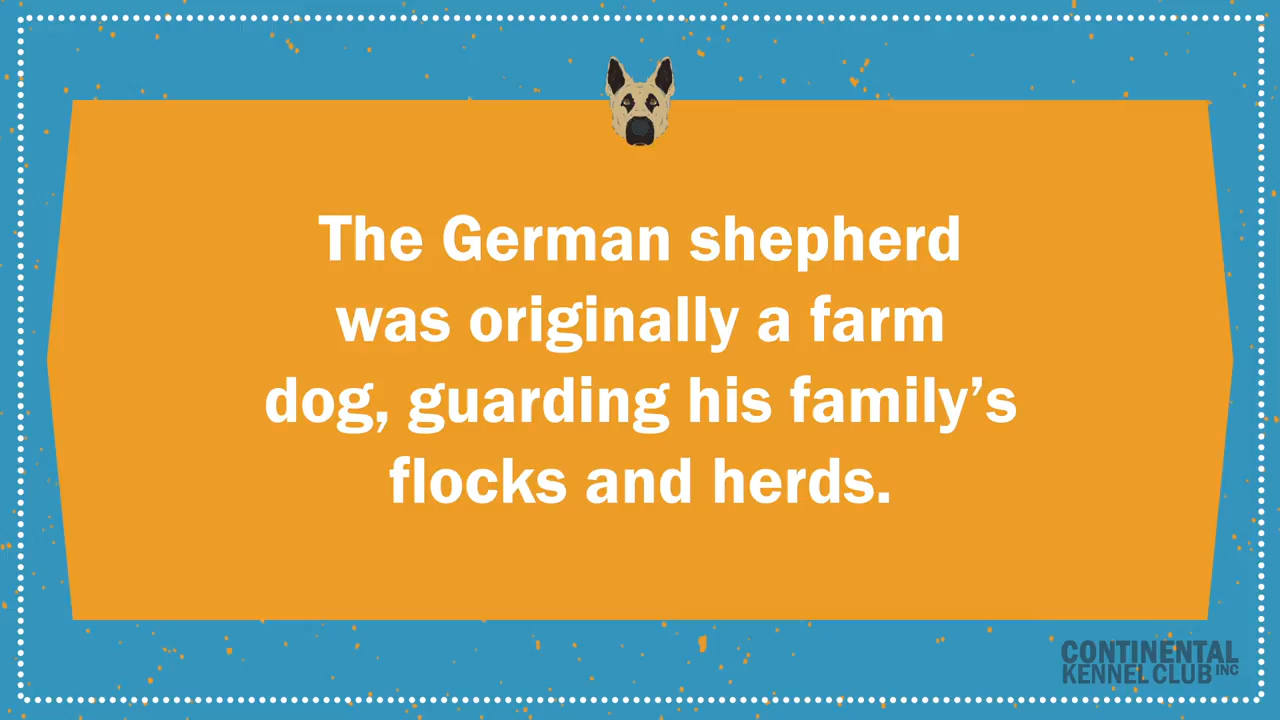 The German shepherd
was originally a farm
dog, guarding his family’s
flocks and herds.
CONTINENTAL
KENNEL CLUB INC